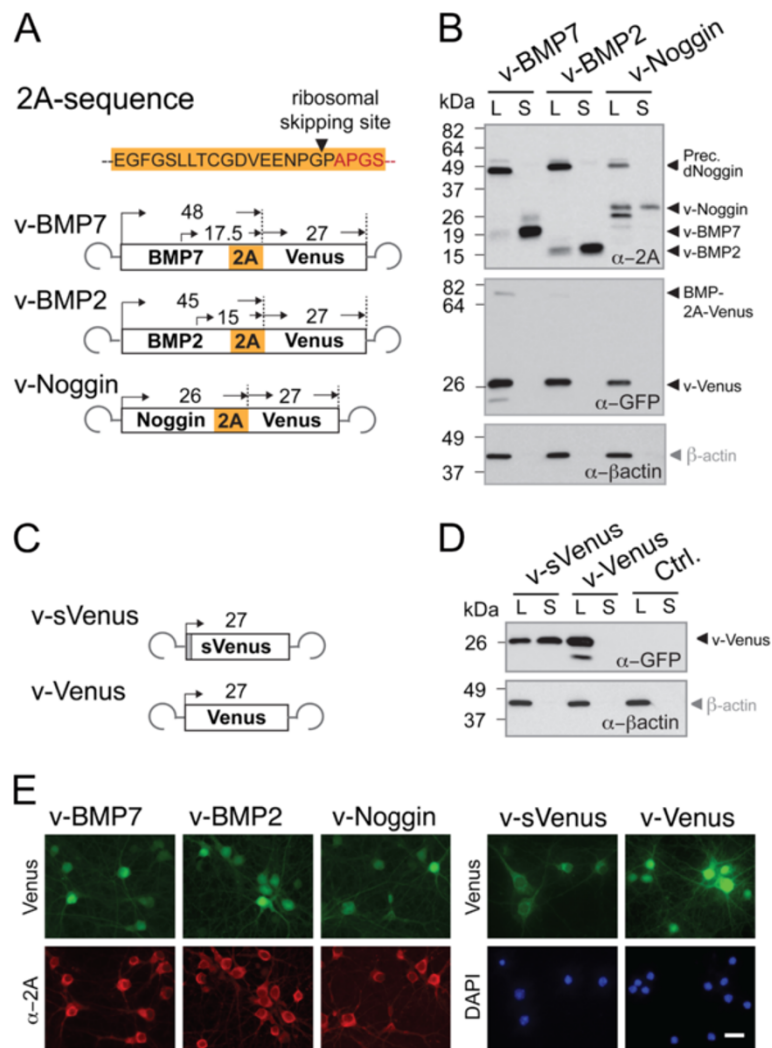 A
2A-sequence
ribosomal
skipping site
--EGFGSLLTCGDVEENPGPAPGS--
v-BMP7
48
17.5
27
BMP7 2A Venus
v-BMP2
45
15
27
BMP2 2A Venus
v-Noggin
26
27
Noggin 2A Venus
B
v-BMP7 v-BMP2 v-Noggin
kDa
L S L S L S
82
64
49
37
26
19
15
Prec.
dNoggin
v-Noggin
v-BMP7
v-BMP2
α-2A
82
64
26
BMP-
2A-Venus
v-Venus
α-GFP
49
37
β-actin
α-βactin
C
v-sVenus
27
sVenus
v-Venus
27
Venus
D
v-sVenus v-Venus Ctrl.
kDa
L S L S L S
26
v-Venus
α-GFP
49
37
β-actin
α-βactin
E
v-BMP7 v-BMP2 v-Noggin v-sVenus v-Venus
Venus
Venus
α-2A
DAPI